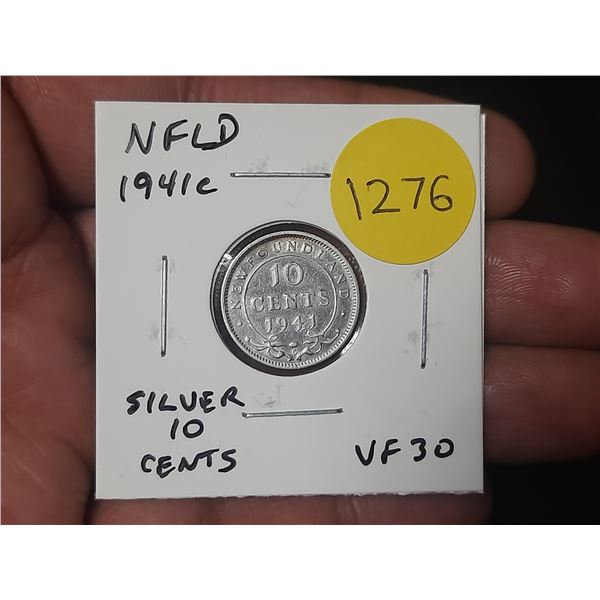 NFLD
1941c
1276
NEWFOUNDLAND
10
CENTS
1941
SILVER
10
CENTS
VF30